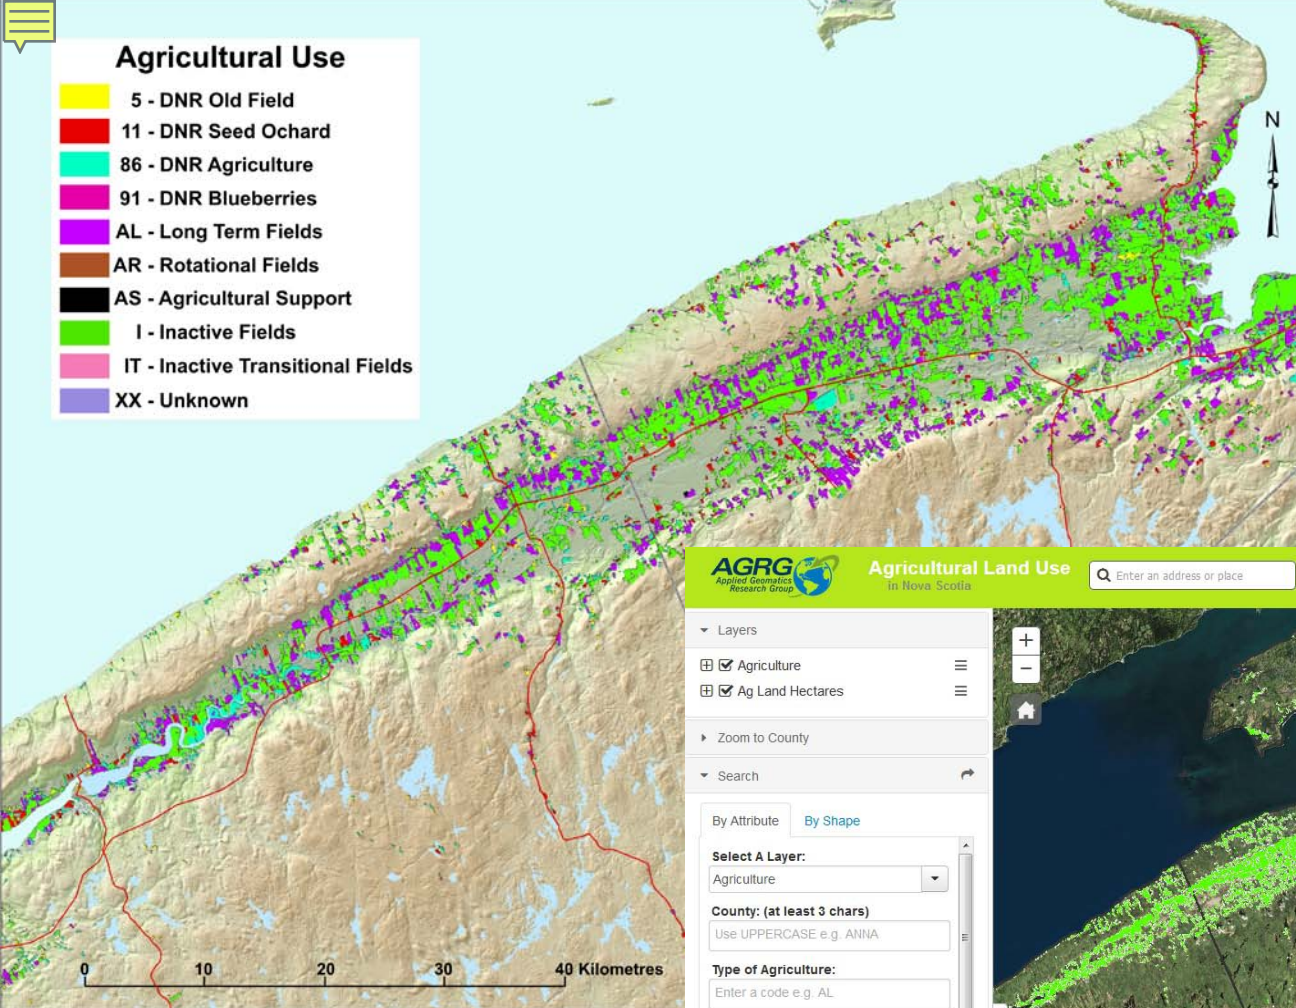 Agricultural Use
5 - DNR Old Field
11 - DNR Seed Ochard
86 - DNR Agriculture
91 - DNR Blueberries
AL - Long Term Fields
AR - Rotational Fields
AS - Agricultural Support
I - Inactive Fields
IT - Inactive Transitional Fields
XX - Unknown
N
0 10 20 30 40 Kilometres
AGRG
Applied Geomatics
Research Group
Agricultural Land Use
in Nova Scotia
Enter an address or place
Layers
Agriculture
Ag Land Hectares
Zoom to County
Search
By Attribute By Shape
Select A Layer:
Agriculture
County: (at least 3 chars)
Use UPPERCASE e.g. ANNA
Type of Agriculture:
Enter a code e.g. AL
+
−